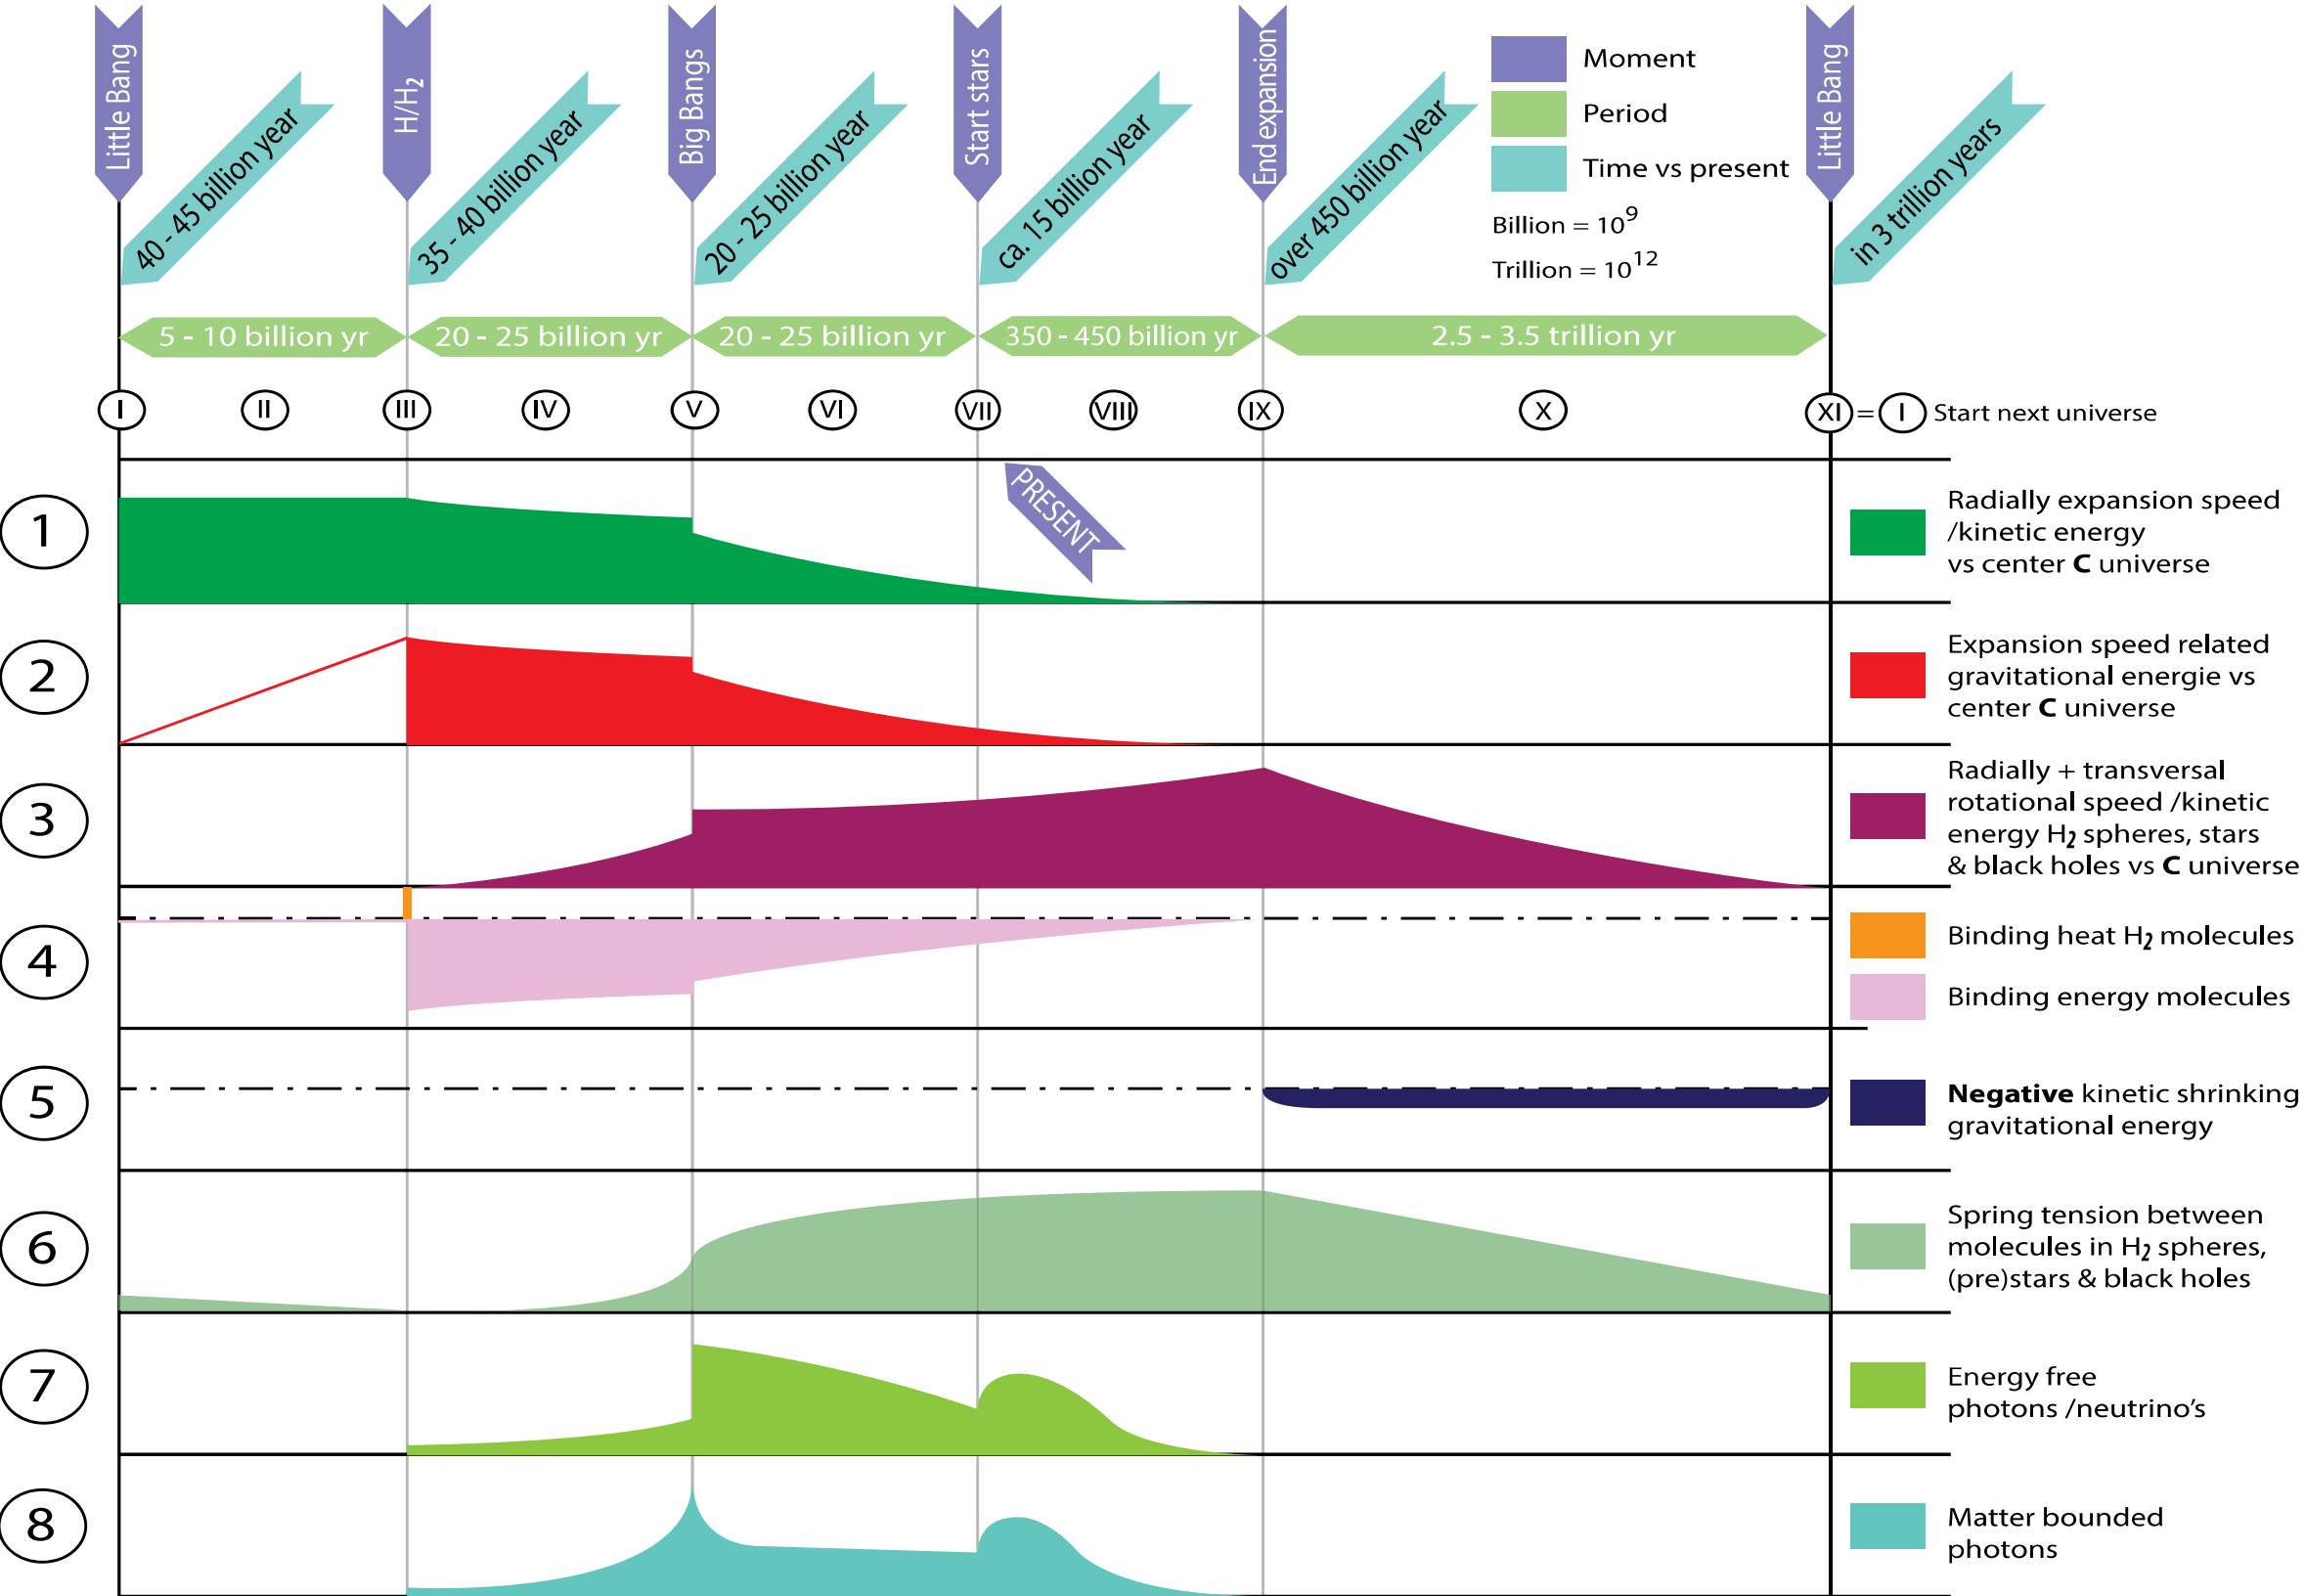 Little Bang
H/H₂
Big Bangs
Start stars
End expansion
Little Bang
40 - 45 billion year
35 - 40 billion year
20 - 25 billion year
ca. 15 billion year
over 450 billion year
in 3 trillion years
Moment
Period
Time vs present
Billion = 10⁹
Trillion = 10¹²
5 - 10 billion yr
20 - 25 billion yr
20 - 25 billion yr
350 - 450 billion yr
2.5 - 3.5 trillion yr
I
II
III
IV
V
VI
VII
VIII
IX
X
XI = I Start next universe
PRESENT
1
Radially expansion speed
/kinetic energy
vs center C universe
2
Expansion speed related
gravitational energie vs
center C universe
3
Radially + transversal
rotational speed /kinetic
energy H₂ spheres, stars
& black holes vs C universe
4
Binding heat H₂ molecules
Binding energy molecules
5
Negative kinetic shrinking
gravitational energy
6
Spring tension between
molecules in H₂ spheres,
(pre)stars & black holes
7
Energy free
photons /neutrino's
8
Matter bounded
photons